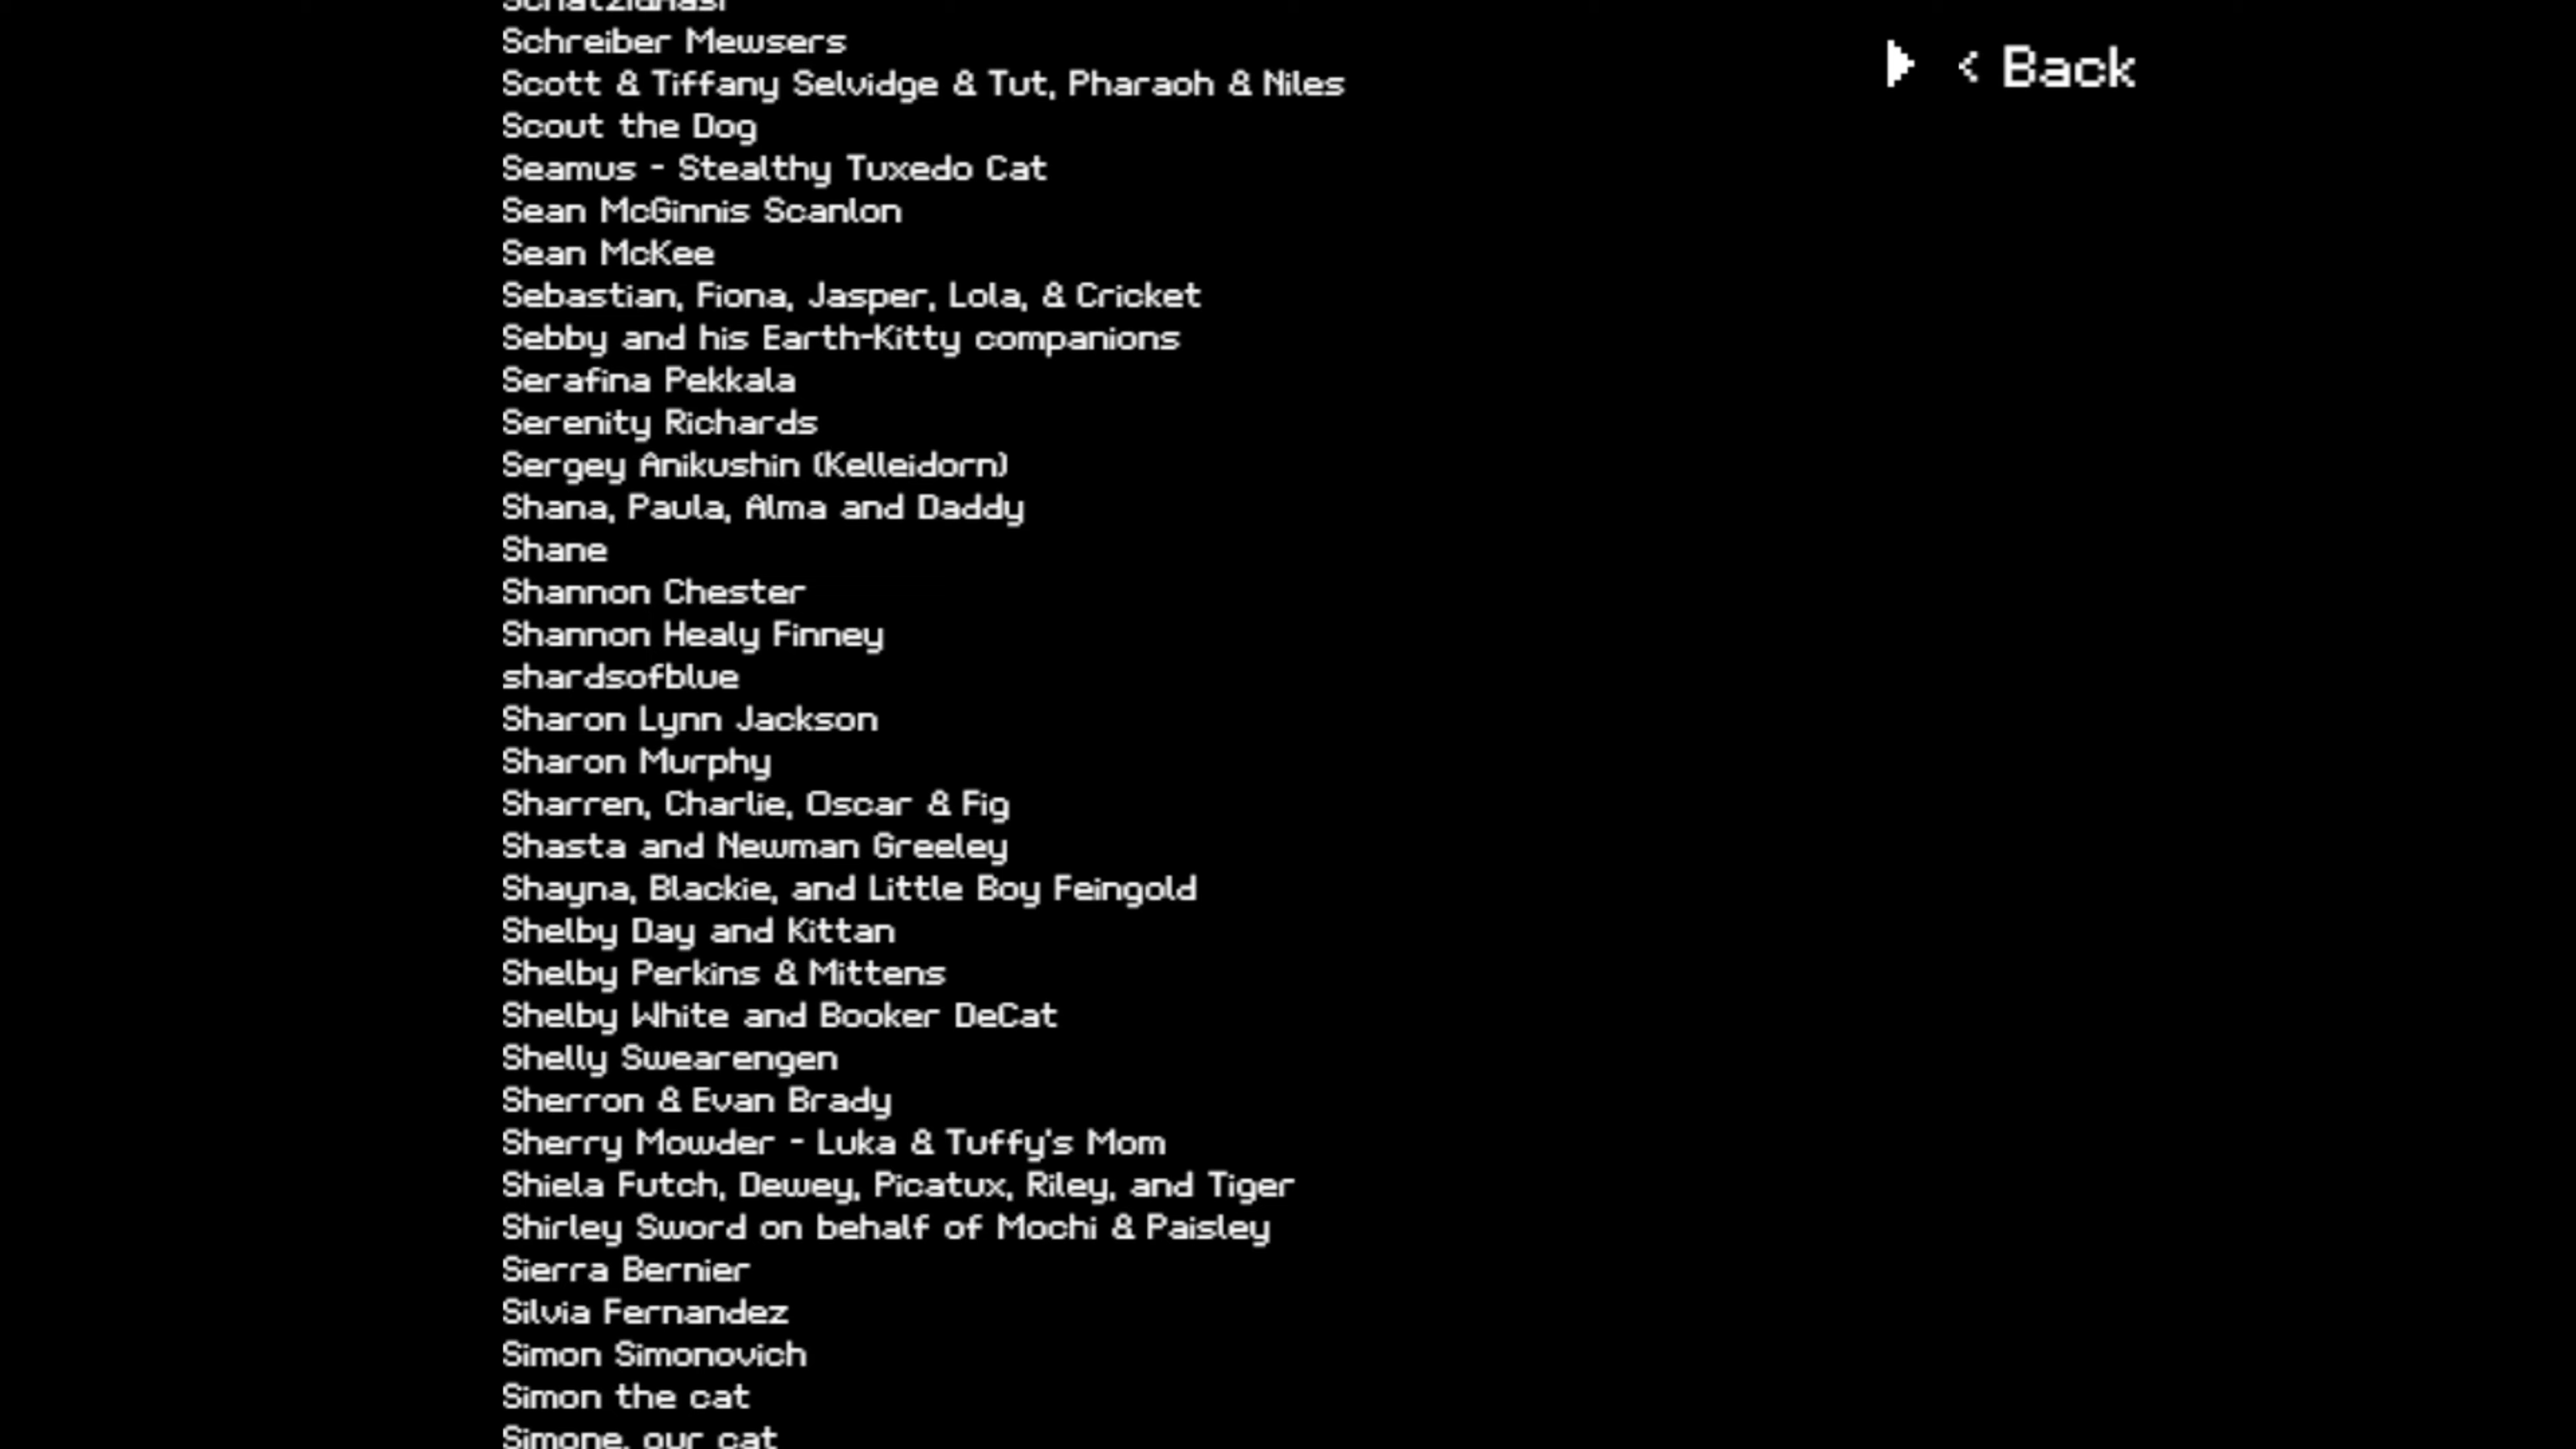 Schatzi&Hasi
Schreiber Mewsers
Scott & Tiffany Selvidge & Tut, Pharaoh & Niles
Scout the Dog
Seamus - Stealthy Tuxedo Cat
Sean McGinnis Scanlon
Sean McKee
Sebastian, Fiona, Jasper, Lola, & Cricket
Sebby and his Earth-Kitty companions
Serafina Pekkala
Serenity Richards
Sergey Anikushin (Kelleidorn)
Shana, Paula, Alma and Daddy
Shane
Shannon Chester
Shannon Healy Finney
shardsofblue
Sharon Lynn Jackson
Sharon Murphy
Sharren, Charlie, Oscar & Fig
Shasta and Newman Greeley
Shayna, Blackie, and Little Boy Feingold
Shelby Day and Kittan
Shelby Perkins & Mittens
Shelby White and Booker DeCat
Shelly Swearengen
Sherron & Evan Brady
Sherry Mowder - Luka & Tuffy's Mom
Shiela Futch, Dewey, Picatux, Riley, and Tiger
Shirley Sword on behalf of Mochi & Paisley
Sierra Bernier
Silvia Fernandez
Simon Simonovich
Simon the cat
Simone, our cat
< Back